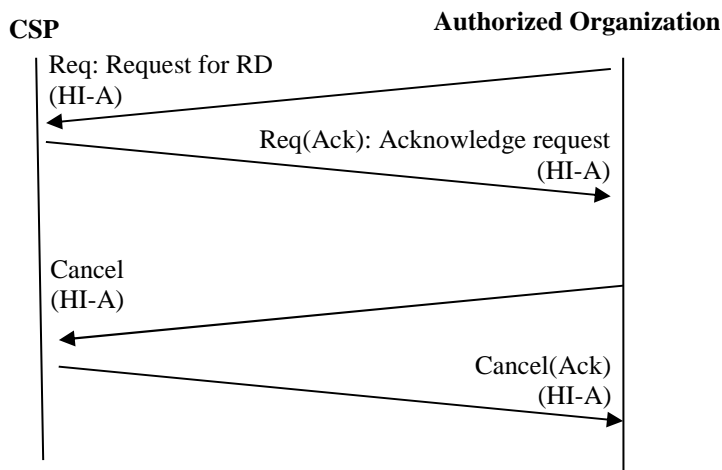 CSP
Authorized Organization
Req: Request for RD
(HI-A)
Req(Ack): Acknowledge request
(HI-A)
Cancel
(HI-A)
Cancel(Ack)
(HI-A)